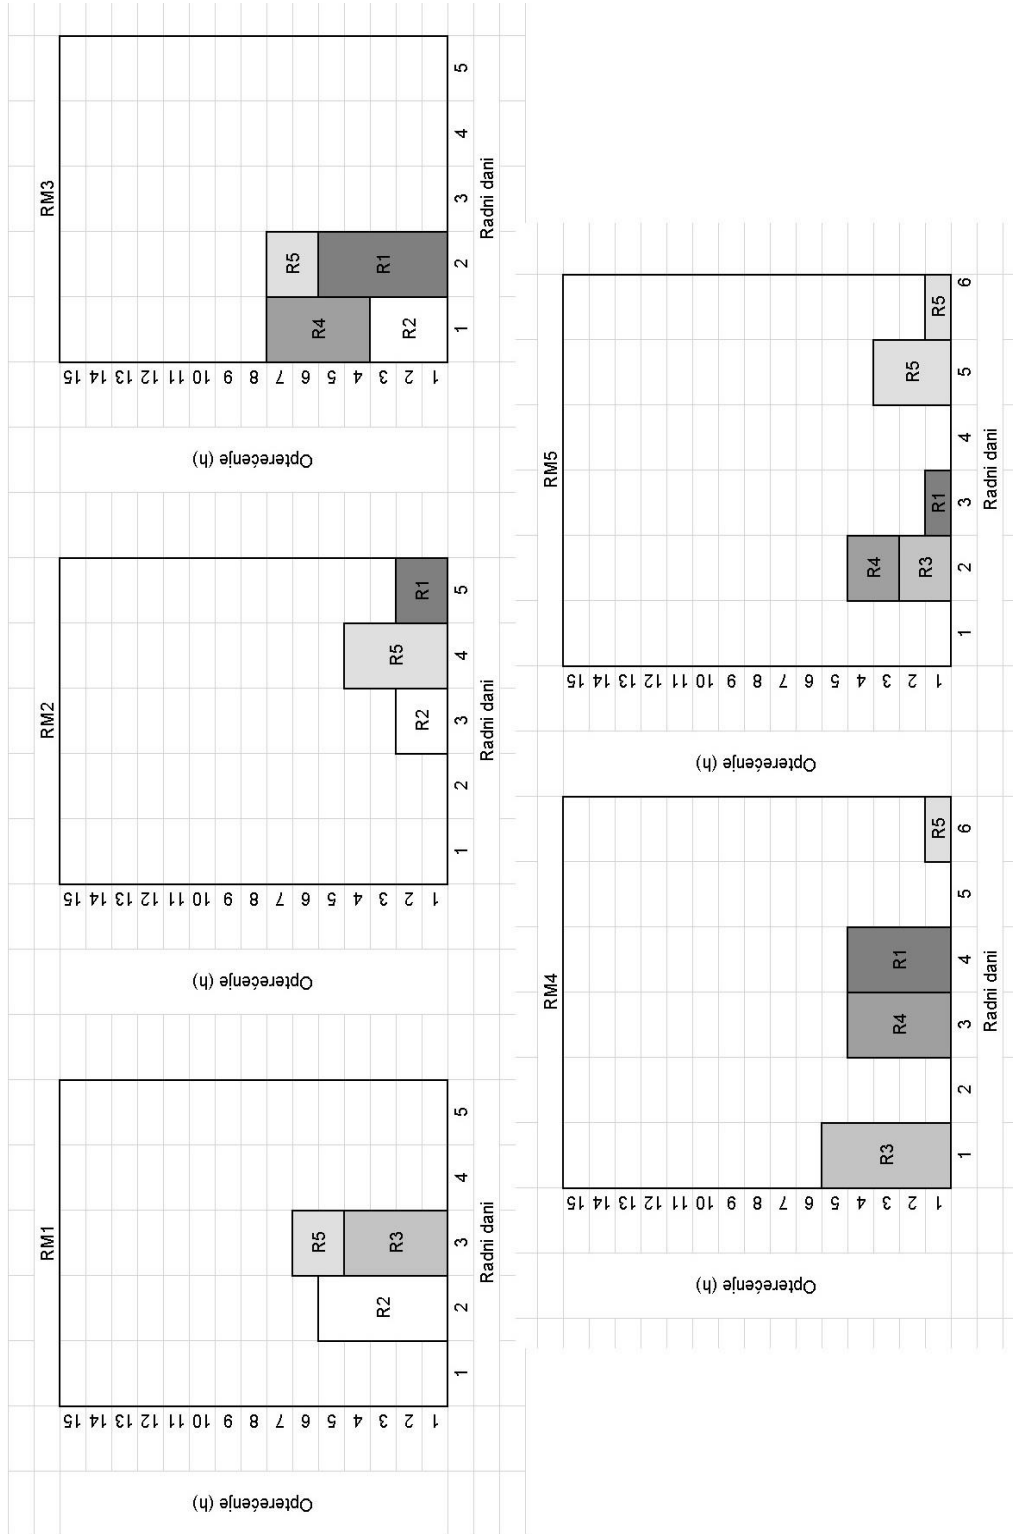 RM3
15 14 13 12 11 10 9 8 7 6 5 4 3 2 1
Opterećenje (h)
R4
R2
R5
R1
1 2 3 4 5
Radni dani
RM2
15 14 13 12 11 10 9 8 7 6 5 4 3 2 1
Opterećenje (h)
R2
R5
R1
1 2 3 4 5
Radni dani
RM1
15 14 13 12 11 10 9 8 7 6 5 4 3 2 1
Opterećenje (h)
R2
R5
R3
1 2 3 4 5
Radni dani
RM5
15 14 13 12 11 10 9 8 7 6 5 4 3 2 1
Opterećenje (h)
R4
R3
R1
R5
R5
1 2 3 4 5 6
Radni dani
RM4
15 14 13 12 11 10 9 8 7 6 5 4 3 2 1
Opterećenje (h)
R3
R4
R1
R5
1 2 3 4 5 6
Radni dani